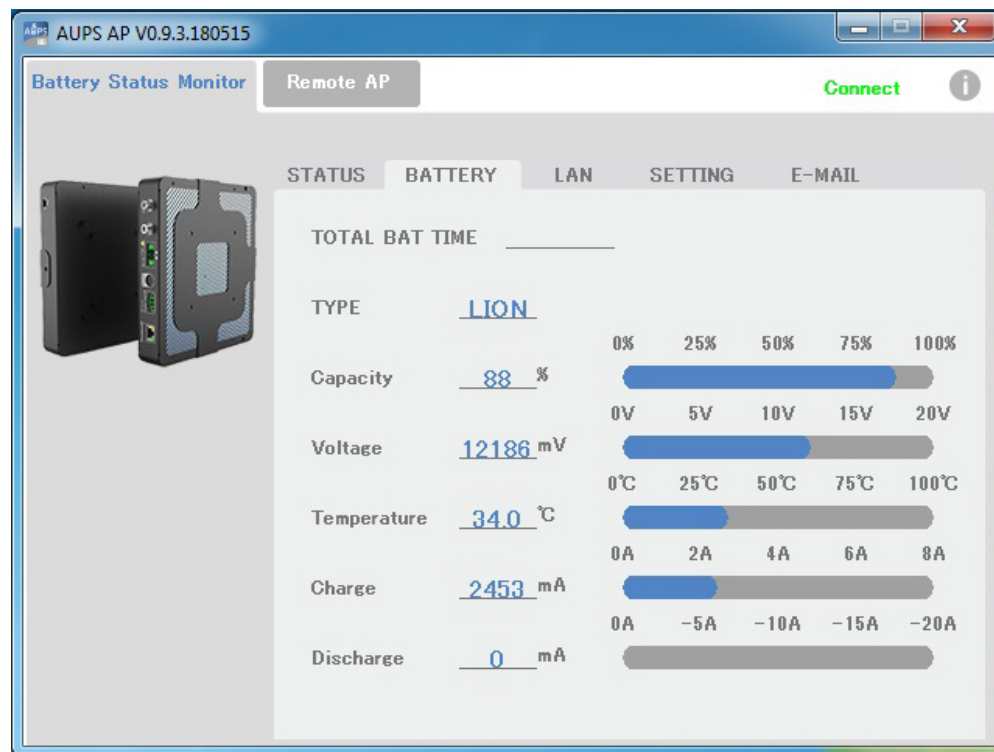 AUPS AP V0.9.3.180515
Battery Status Monitor Remote AP Connect i
STATUS BATTERY LAN SETTING E-MAIL
TOTAL BAT TIME
TYPE LION
0% 25% 50% 75% 100%
Capacity 88 %
0V 5V 10V 15V 20V
Voltage 12186 mV
0℃ 25℃ 50℃ 75℃ 100℃
Temperature 34.0 ℃
0A 2A 4A 6A 8A
Charge 2453 mA
0A -5A -10A -15A -20A
Discharge 0 mA